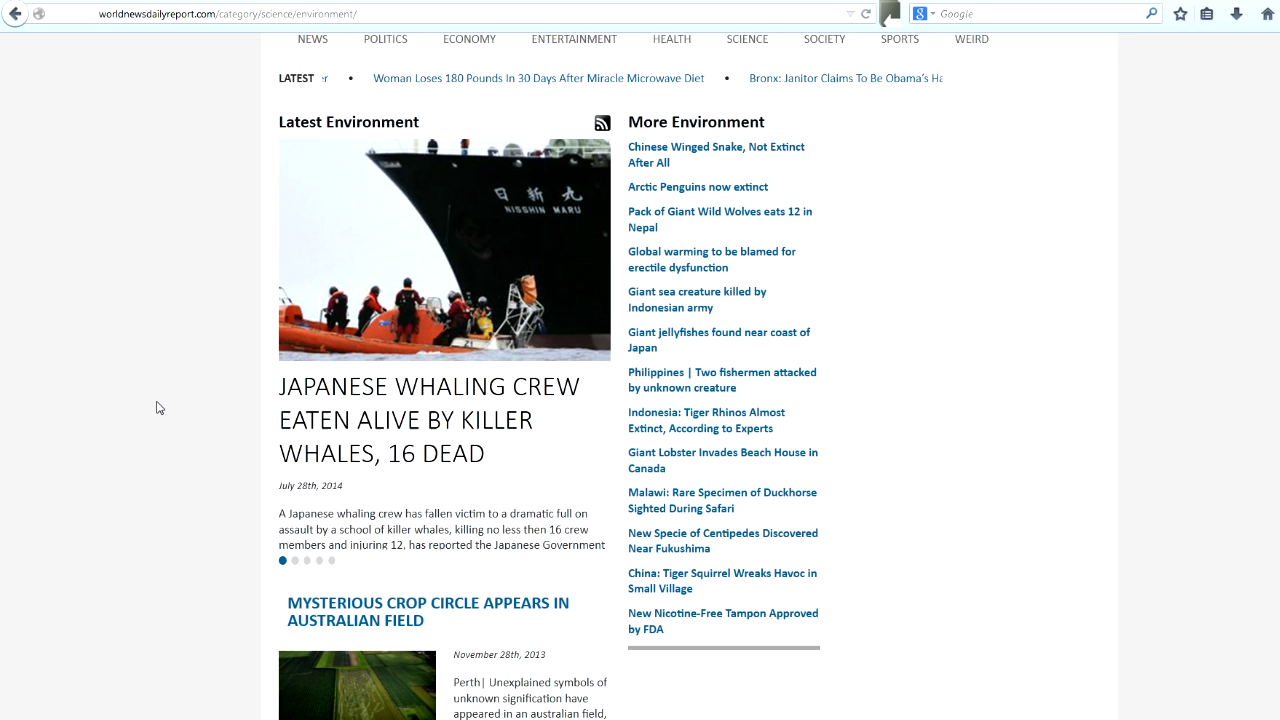 worldnewsdailyreport.com/category/science/environment/
Google
NEWS POLITICS ECONOMY ENTERTAINMENT HEALTH SCIENCE SOCIETY SPORTS WEIRD
LATEST r • Woman Loses 180 Pounds In 30 Days After Miracle Microwave Diet • Bronx: Janitor Claims To Be Obama's Ha
Latest Environment
日新丸
NISSHIN MARU
JAPANESE WHALING CREW
EATEN ALIVE BY KILLER
WHALES, 16 DEAD
July 28th, 2014
A Japanese whaling crew has fallen victim to a dramatic full on
assault by a school of killer whales, killing no less then 16 crew
members and injuring 12, has reported the Japanese Government
MYSTERIOUS CROP CIRCLE APPEARS IN
AUSTRALIAN FIELD
November 28th, 2013
Perth| Unexplained symbols of
unknown signification have
appeared in an australian field,
More Environment
Chinese Winged Snake, Not Extinct
After All
Arctic Penguins now extinct
Pack of Giant Wild Wolves eats 12 in
Nepal
Global warming to be blamed for
erectile dysfunction
Giant sea creature killed by
Indonesian army
Giant jellyfishes found near coast of
Japan
Philippines | Two fishermen attacked
by unknown creature
Indonesia: Tiger Rhinos Almost
Extinct, According to Experts
Giant Lobster Invades Beach House in
Canada
Malawi: Rare Specimen of Duckhorse
Sighted During Safari
New Specie of Centipedes Discovered
Near Fukushima
China: Tiger Squirrel Wreaks Havoc in
Small Village
New Nicotine-Free Tampon Approved
by FDA